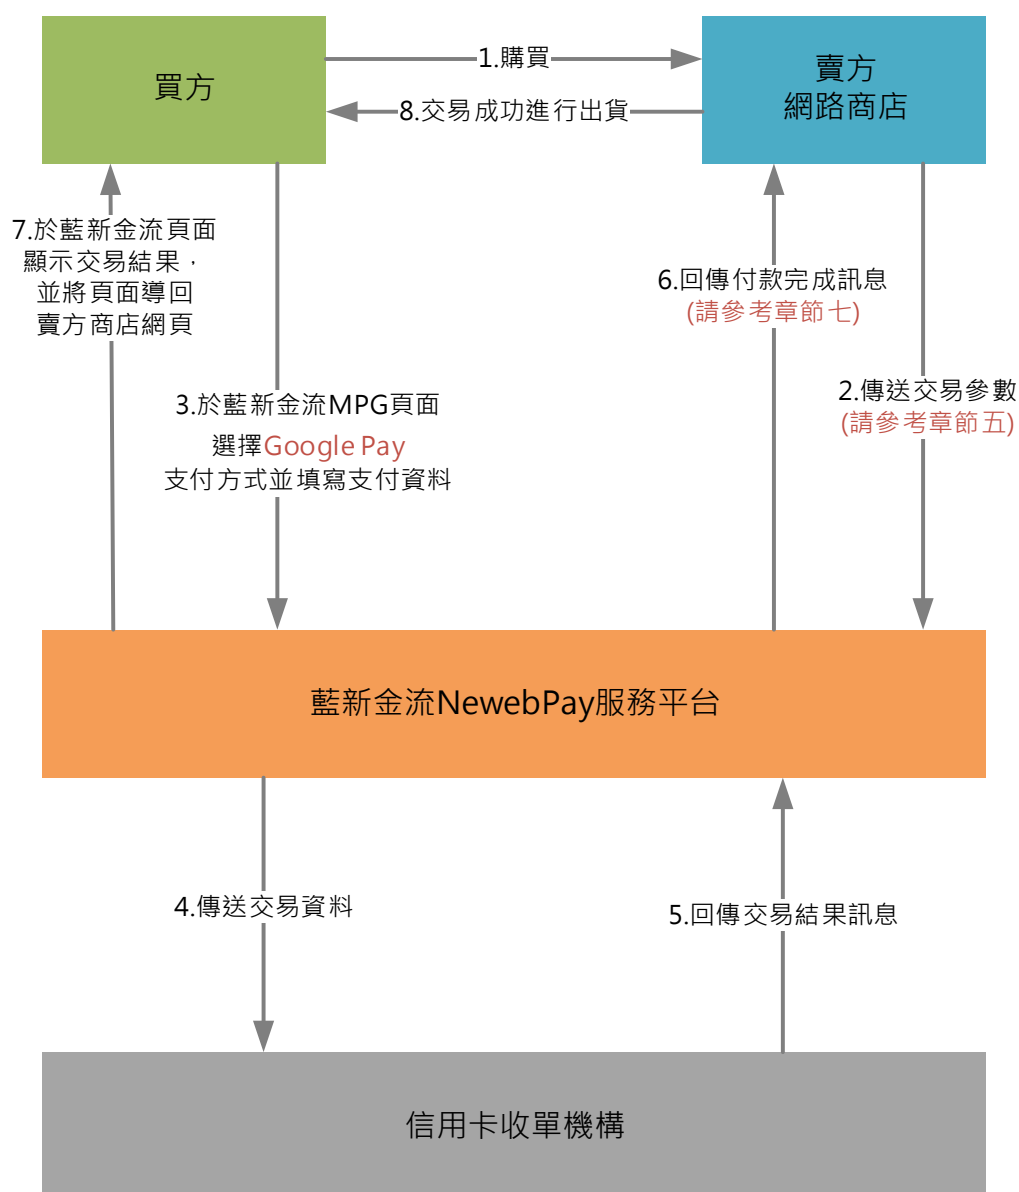 買方
1.購買
賣方
網路商店
8.交易成功進行出貨
7.於藍新金流頁面
顯示交易結果，
並將頁面導回
賣方商店網頁
6.回傳付款完成訊息
(請參考章節七)
3.於藍新金流MPG頁面
選擇Google Pay
支付方式並填寫支付資料
2.傳送交易參數
(請參考章節五)
藍新金流NewebPay服務平台
4.傳送交易資料
5.回傳交易結果訊息
信用卡收單機構